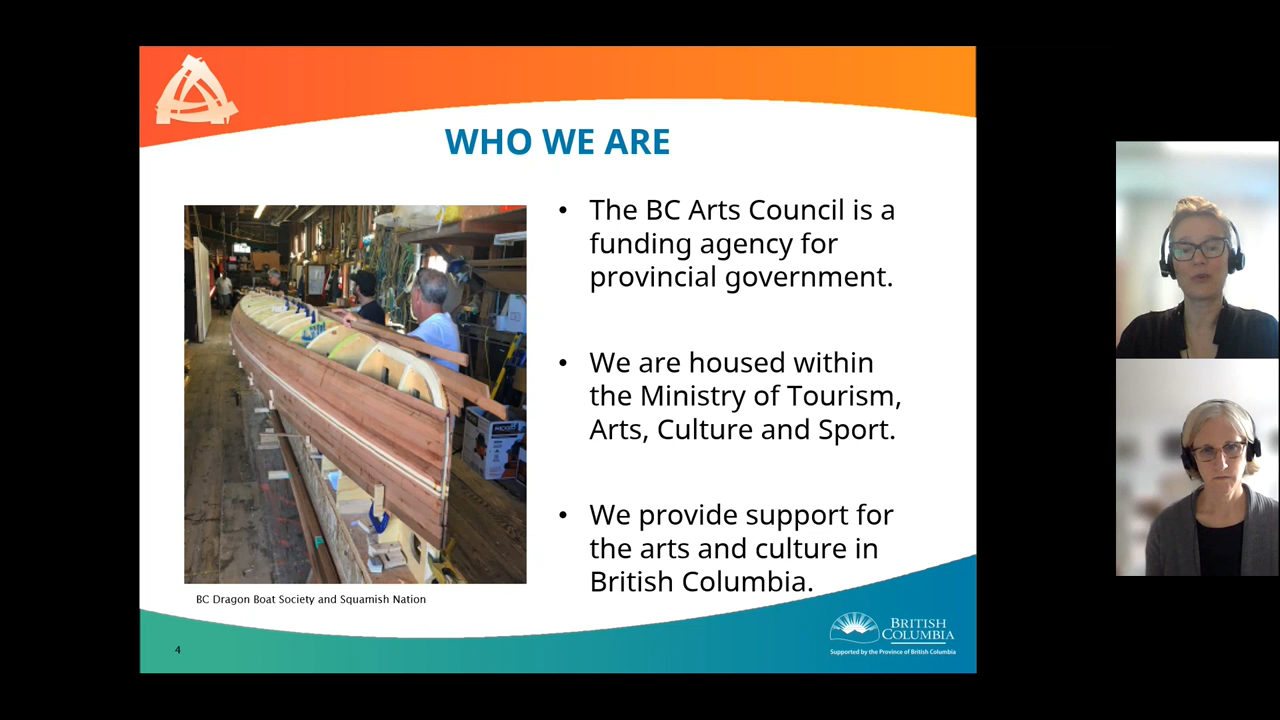 WHO WE ARE
• The BC Arts Council is a
funding agency for
provincial government.
• We are housed within
the Ministry of Tourism,
Arts, Culture and Sport.
• We provide support for
the arts and culture in
British Columbia.
BC Dragon Boat Society and Squamish Nation
4
BRITISH
COLUMBIA
Supported by the Province of British Columbia